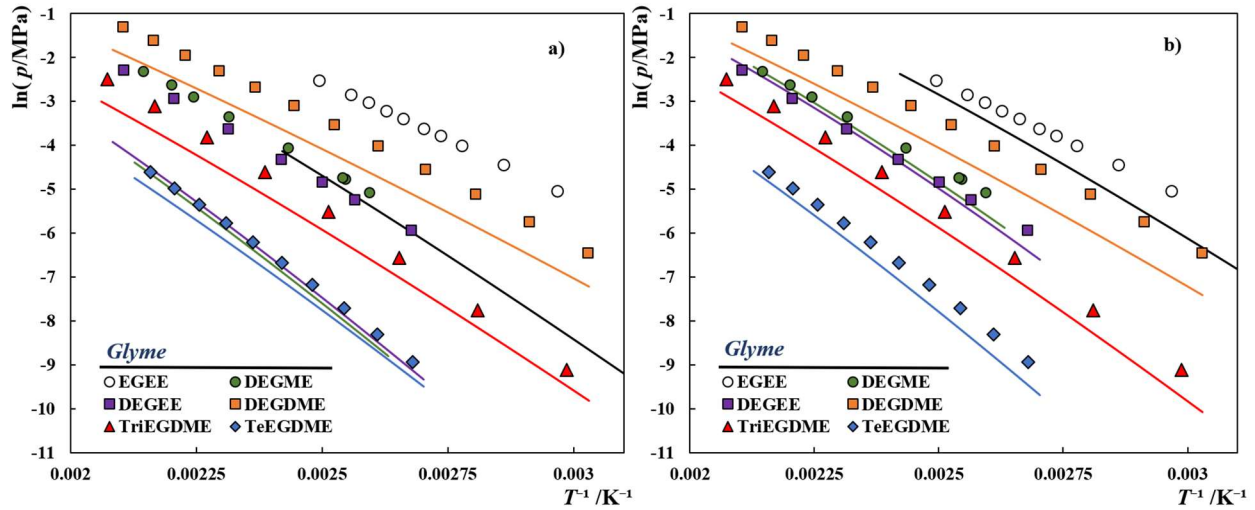 a)
ln( p/MPa)
-1
-2
-3
-4
-5
-6
-7
-8
-9
-10
-11
Glyme
EGEE DEGME
DEGEE DEGDME
TriEGDME TeEGDME
0.002 0.00225 0.0025 0.00275 0.003
T⁻¹ /K⁻¹
b)
ln( p/MPa)
-1
-2
-3
-4
-5
-6
-7
-8
-9
-10
-11
Glyme
EGEE DEGME
DEGEE DEGDME
TriEGDME TeEGDME
0.002 0.00225 0.0025 0.00275 0.003
T⁻¹ /K⁻¹